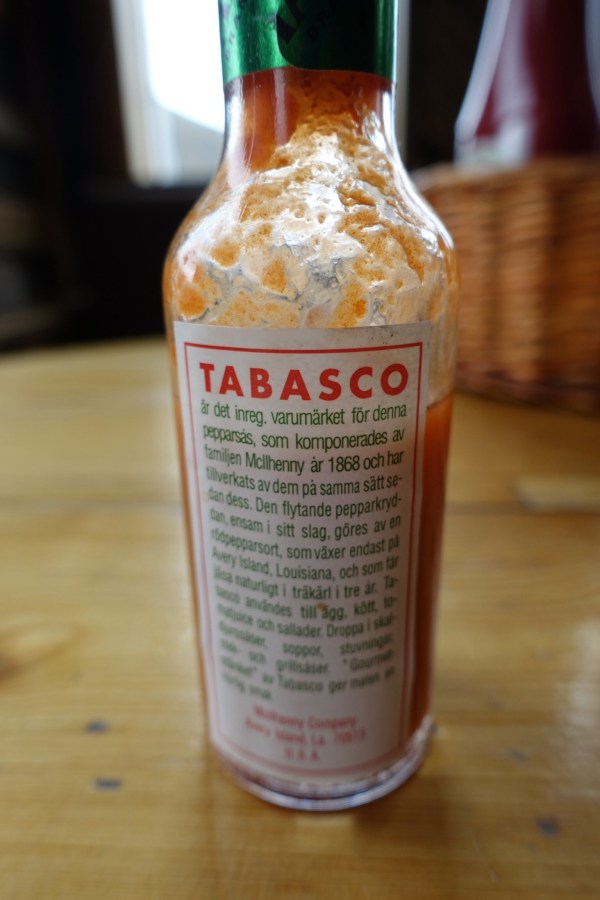 TABASCO
är det inreg. varumärket för denna
pepparsås, som komponerades av
familjen McIlhenny år 1868 och har
tillverkats av dem på samma sätt se-
dan dess. Den flytande pepparkryd-
dan, ensam i sitt slag, göres av en
rödpepparsort, som växer endast på
Avery Island, Louisiana, och som får
jäsa naturligt i träkärl i tre år. Ta-
basco användes till ägg, kött, to-
matjuice och sallader. Droppa i skal-
djurssåser, soppor, stuvningar,
och grillsåser. "Gourmet-
av Tabasco ger maten en
smak.
McIlhenny Company
Avery Island, La. 70513
U.S.A.